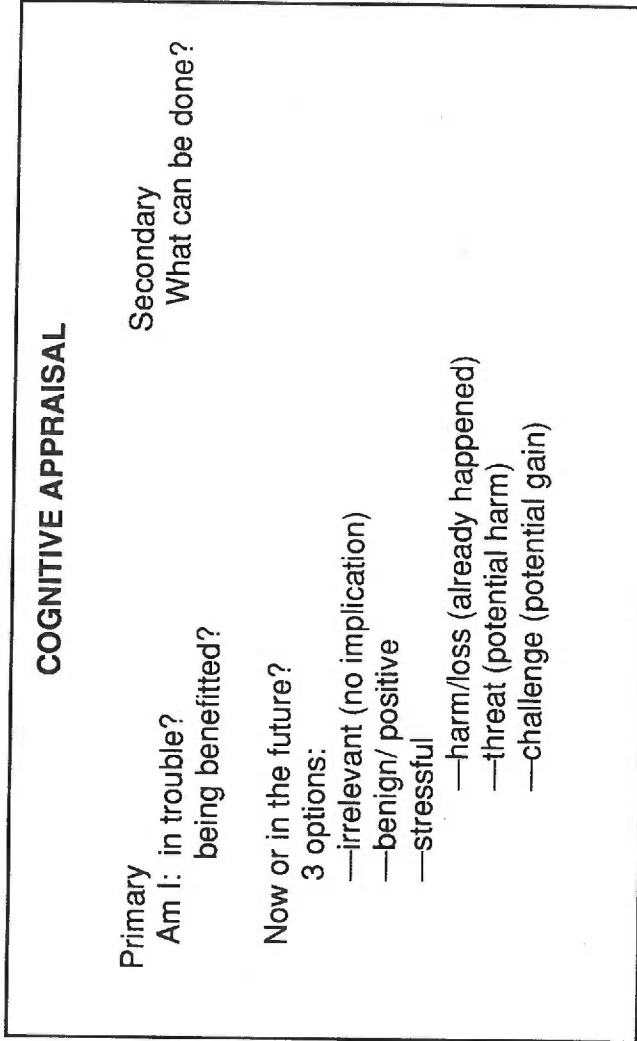 COGNITIVE APPRAISAL
Primary
Am I: in trouble?
being benefitted?
Now or in the future?
3 options:
—irrelevant (no implication)
—benign/ positive
—stressful
—harm/loss (already happened)
—threat (potential harm)
—challenge (potential gain)
Secondary
What can be done?